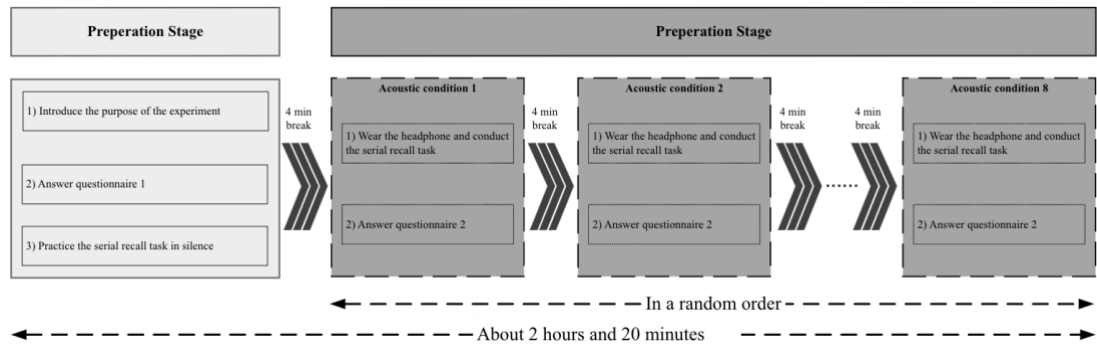 Preperation Stage
Preperation Stage
1) Introduce the purpose of the experiment
2) Answer questionnaire 1
3) Practice the serial recall task in silence
4 min
break
Acoustic condition 1
1) Wear the headphone and conduct
the serial recall task
2) Answer questionnaire 2
4 min
break
Acoustic condition 2
1) Wear the headphone and conduct
the serial recall task
2) Answer questionnaire 2
4 min
break
......
4 min
break
Acoustic condition 8
1) Wear the headphone and conduct
the serial recall task
2) Answer questionnaire 2
In a random order
About 2 hours and 20 minutes